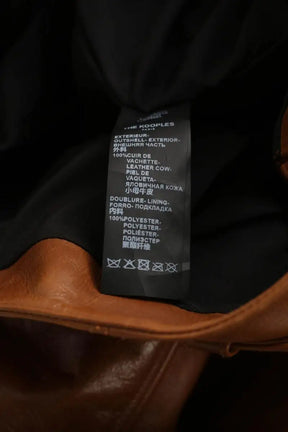 THE KOOPLES
PARIS
EXTERIEUR-
OUTSHELL-EXTERIOR-
ВНЕШНЯЯ ЧАСТЬ
外料
100%CUIR DE
VACHETTE-
LEATHER COW-
PIEL DE
VAQUETA-
ЯЛОВИЧНАЯ КОЖА
小母牛皮
DOUBLURE- LINING-
FORRO- ПОДКЛАДКА
内料
100%POLYESTER-
POLYESTER-
POLIÉSTER-
ПОЛИЭСТЕР
聚酯纤维